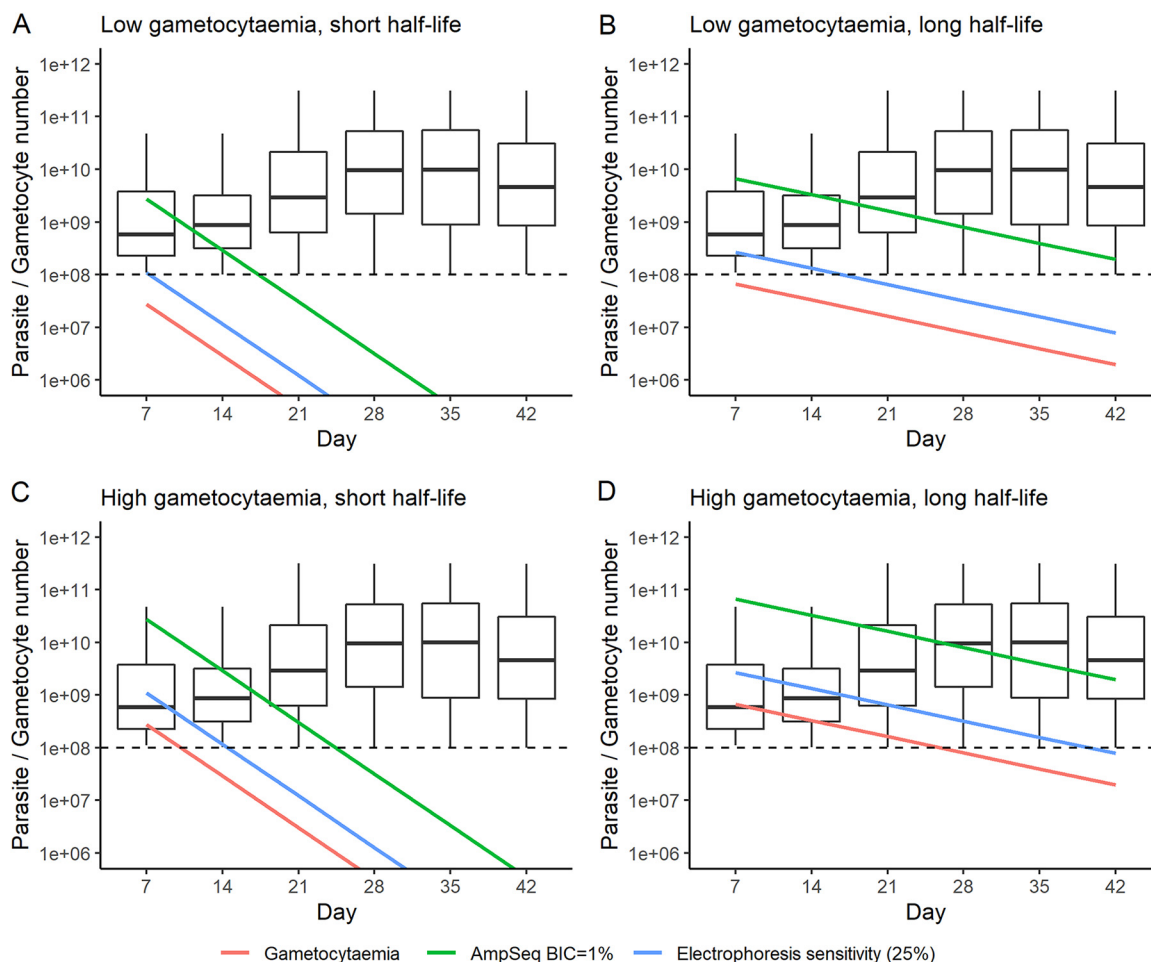 A
Low gametocytaemia, short half-life
Parasite / Gametocyte number
1e+12
1e+11
1e+10
1e+09
1e+08
1e+07
1e+06
7 14 21 28 35 42
Day
B
Low gametocytaemia, long half-life
Parasite / Gametocyte number
1e+12
1e+11
1e+10
1e+09
1e+08
1e+07
1e+06
7 14 21 28 35 42
Day
C
High gametocytaemia, short half-life
Parasite / Gametocyte number
1e+12
1e+11
1e+10
1e+09
1e+08
1e+07
1e+06
7 14 21 28 35 42
Day
D
High gametocytaemia, long half-life
Parasite / Gametocyte number
1e+12
1e+11
1e+10
1e+09
1e+08
1e+07
1e+06
7 14 21 28 35 42
Day
Gametocytaemia AmpSeq BIC=1% Electrophoresis sensitivity (25%)